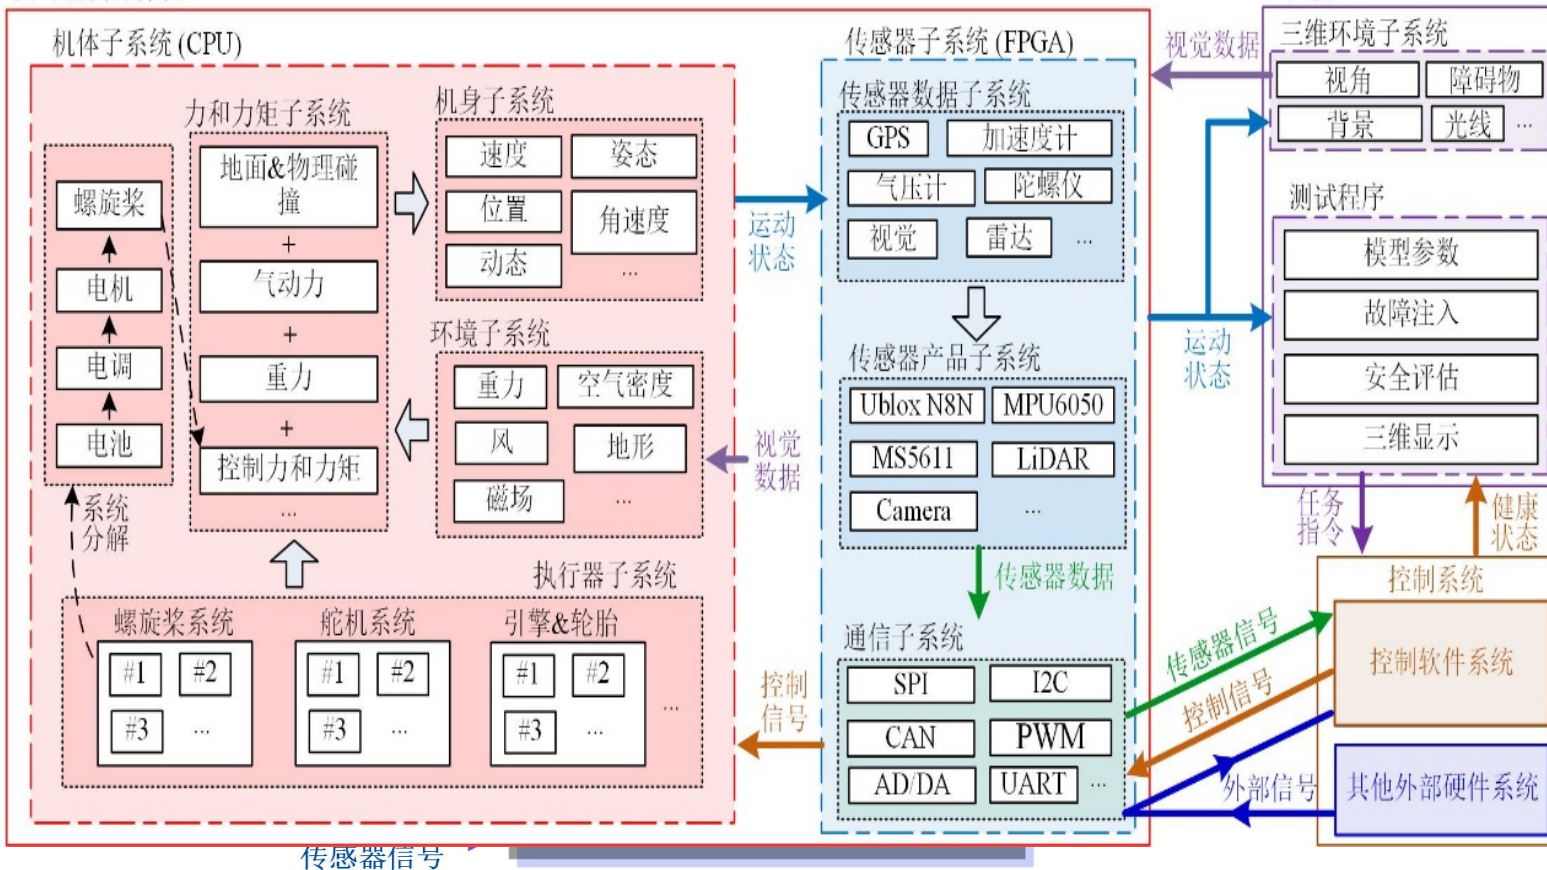 机体子系统 (CPU)
力和力矩子系统
机身子系统
螺旋桨
电机
电调
电池
系统
分解
地面&物理碰
撞
+
气动力
+
重力
+
控制力和力矩
...
速度
姿态
位置
角速度
动态
...
环境子系统
重力
空气密度
风
地形
磁场
...
执行器子系统
螺旋桨系统
#1
#2
#3
...
舵机系统
#1
#2
#3
...
引擎&轮胎
#1
#2
#3
...
...
运动
状态
视觉
数据
控制
信号
传感器子系统 (FPGA)
传感器数据子系统
GPS
加速度计
气压计
陀螺仪
视觉
雷达
...
传感器产品子系统
Ublox N8N
MPU6050
MS5611
LiDAR
Camera
...
传感器数据
通信子系统
SPI
I2C
CAN
PWM
AD/DA
UART
...
视觉数据
运动
状态
三维环境子系统
视角
障碍物
背景
光线
...
测试程序
模型参数
故障注入
安全评估
三维显示
任务
指令
健康
状态
控制系统
控制软件系统
其他外部硬件系统
传感器信号
控制信号
外部信号
传感器信号